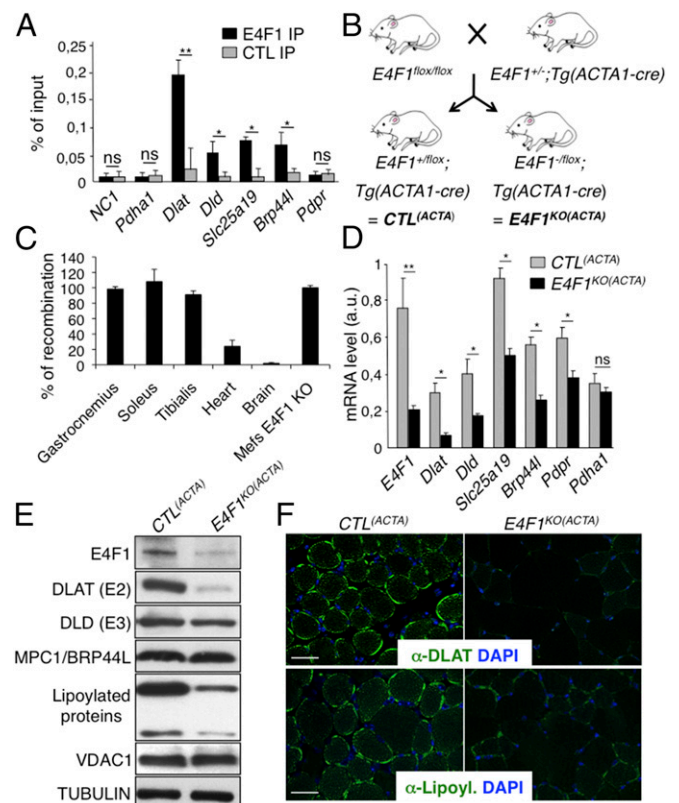 A
E4F1 IP
CTL IP
% of input
0,25
0,2
0,15
0,1
0,05
0
ns
ns
**
*
*
*
ns
NC1
Pdha1
Dlat
Dld
Slc25a19
Brp44l
Pdpr
B
X
E4F1flox/flox
E4F1+/-;Tg(ACTA1-cre)
E4F1+/flox;
Tg(ACTA1-cre)
= CTL(ACTA)
E4F1-/flox;
Tg(ACTA1-cre)
= E4F1KO(ACTA)
C
% of recombination
140
120
100
80
60
40
20
0
Gastrocnemius
Soleus
Tibialis
Heart
Brain
Mefs E4F1 KO
D
CTL(ACTA)
E4F1KO(ACTA)
mRNA level (a.u.)
1
0,8
0,6
0,4
0,2
0
**
*
*
*
*
*
ns
E4F1
Dlat
Dld
Slc25a19
Brp44l
Pdpr
Pdha1
E
CTL(ACTA)
E4F1KO(ACTA)
E4F1
DLAT (E2)
DLD (E3)
MPC1/BRP44L
Lipoylated
proteins
VDAC1
TUBULIN
F
CTL(ACTA)
E4F1KO(ACTA)
α-DLAT DAPI
α-Lipoyl. DAPI